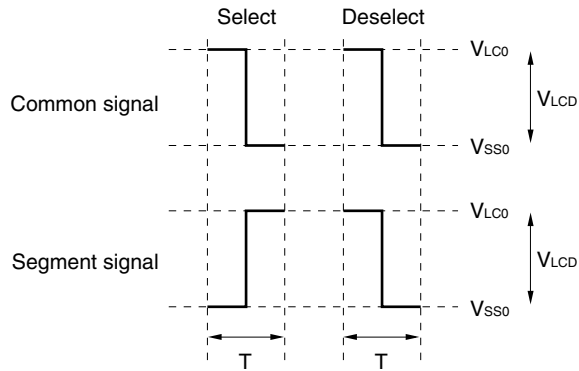 Select Deselect
VLC0
Common signal
VLCD
VSS0
VLC0
Segment signal
VLCD
VSS0
T T